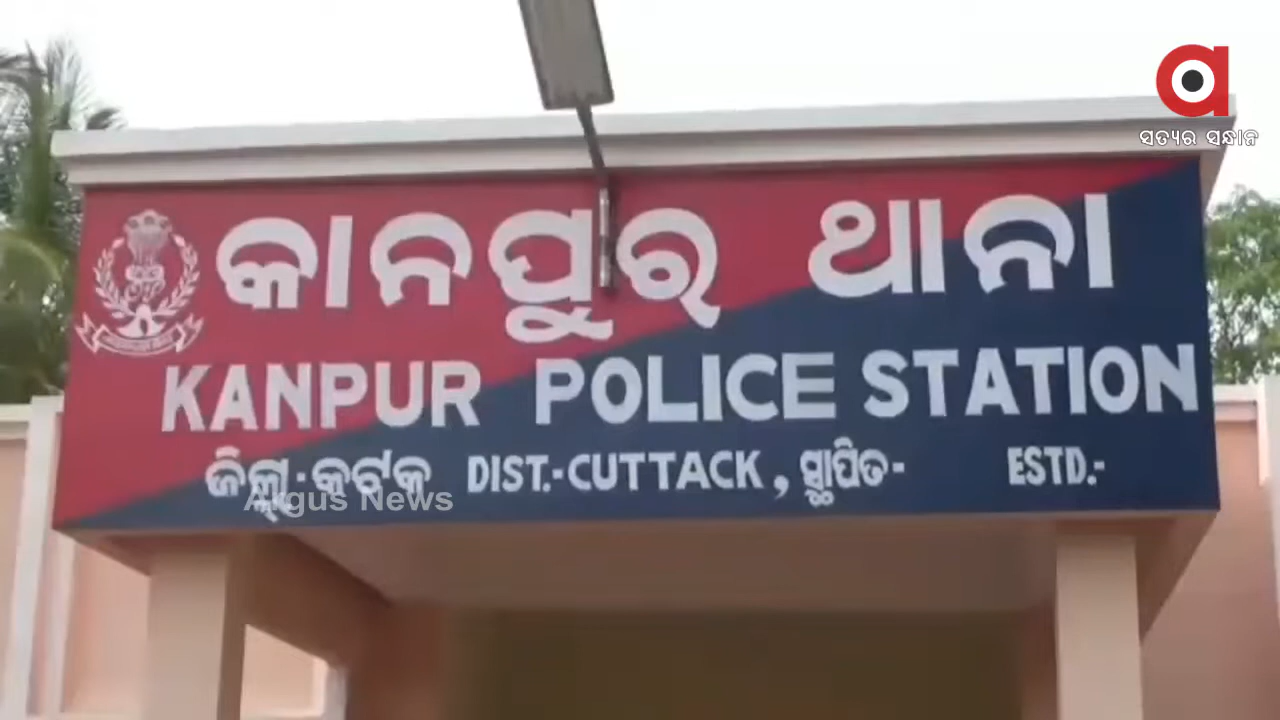 ସତ୍ୟର ସନ୍ଧାନ
କାନପୁର ଥାନା
KANPUR POLICE STATION
ଜିଲ୍ଲା-କଟକ DIST.-CUTTACK, ସ୍ଥାପିତ- ESTD.-
Argus News